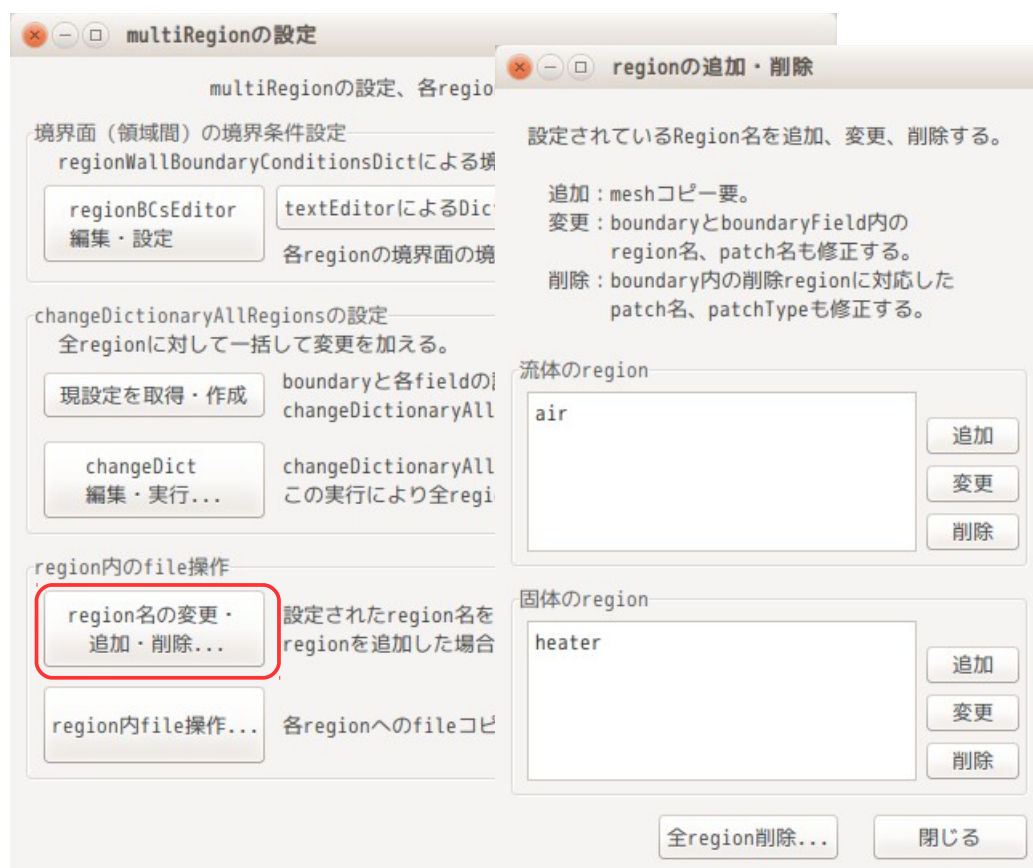 multiRegionの設定
multiRegionの設定、各regio
境界面（領域間）の境界条件設定
regionWallBoundaryConditionsDictによる境
regionBCsEditor
編集・設定
textEditorによるDic
各regionの境界面の境
changeDictionaryAllRegionsの設定
全regionに対して一括して変更を加える。
現設定を取得・作成
boundaryと各fieldの
changeDictionaryAll
changeDict
編集・実行...
changeDictionaryAll
この実行により全regi
region内のfile操作
region名の変更・
追加・削除...
設定されたregion名を
regionを追加した場合
region内file操作...
各regionへのfileコピ
regionの追加・削除
設定されているRegion名を追加、変更、削除する。
追加：meshコピー要。
変更：boundaryとboundaryField内の
region名、patch名も修正する。
削除：boundary内の削除regionに対応した
patch名、patchTypeも修正する。
流体のregion
air
追加
変更
削除
固体のregion
heater
追加
変更
削除
全region削除...
閉じる